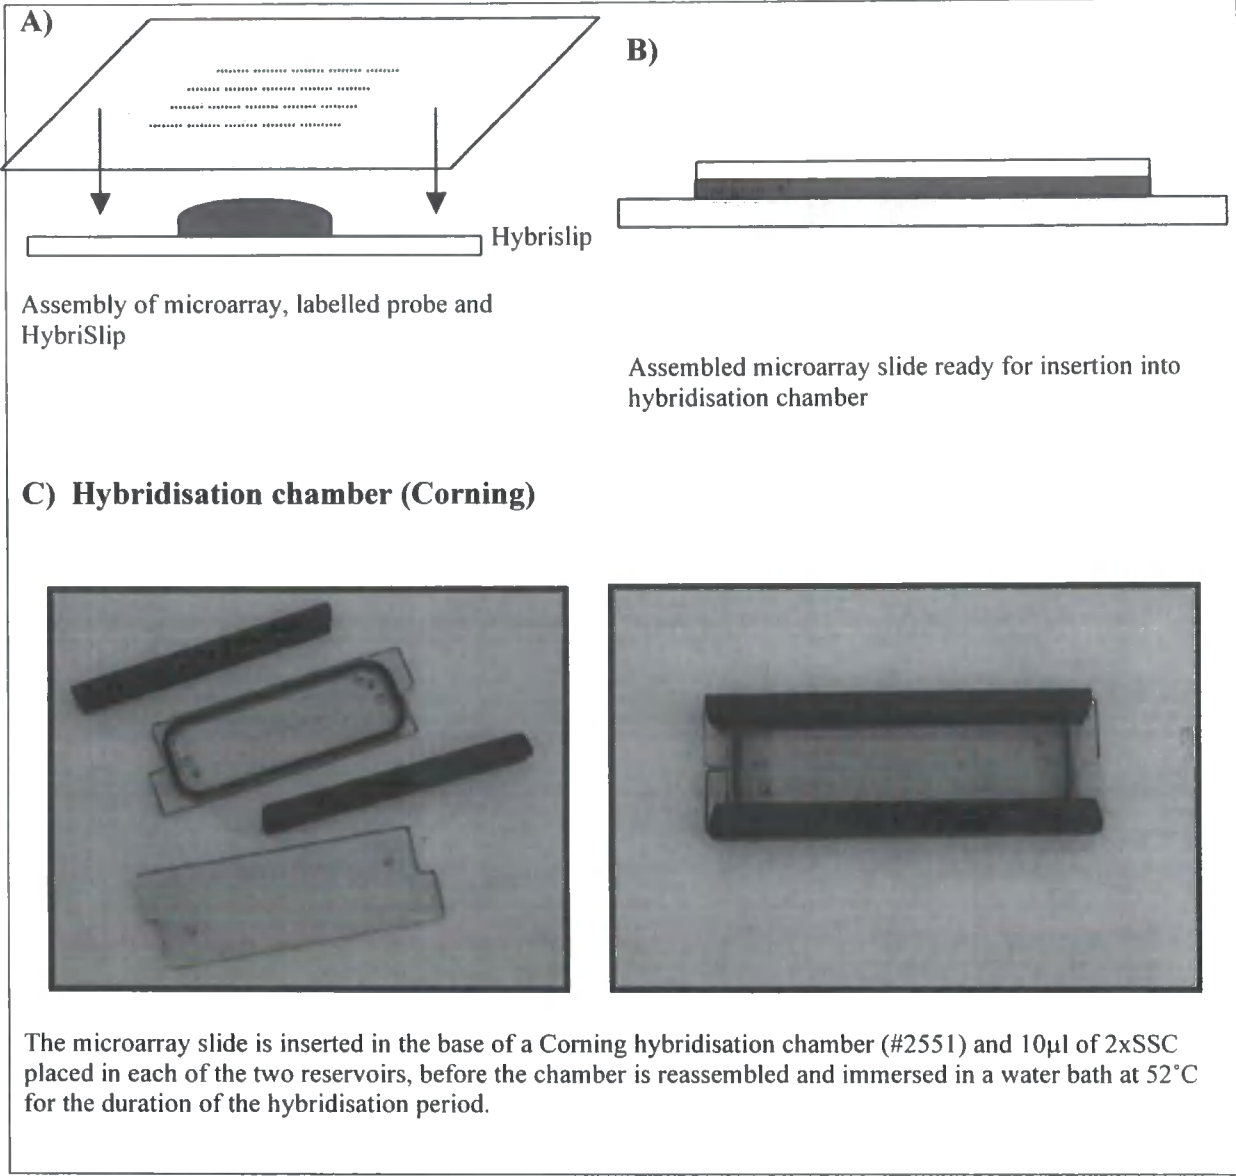 A)
B)
Hybrislip
Assembly of microarray, labelled probe and
HybriSlip
Assembled microarray slide ready for insertion into
hybridisation chamber
C) Hybridisation chamber (Corning)
The microarray slide is inserted in the base of a Corning hybridisation chamber (#2551) and 10µl of 2xSSC
placed in each of the two reservoirs, before the chamber is reassembled and immersed in a water bath at 52˚C
for the duration of the hybridisation period.